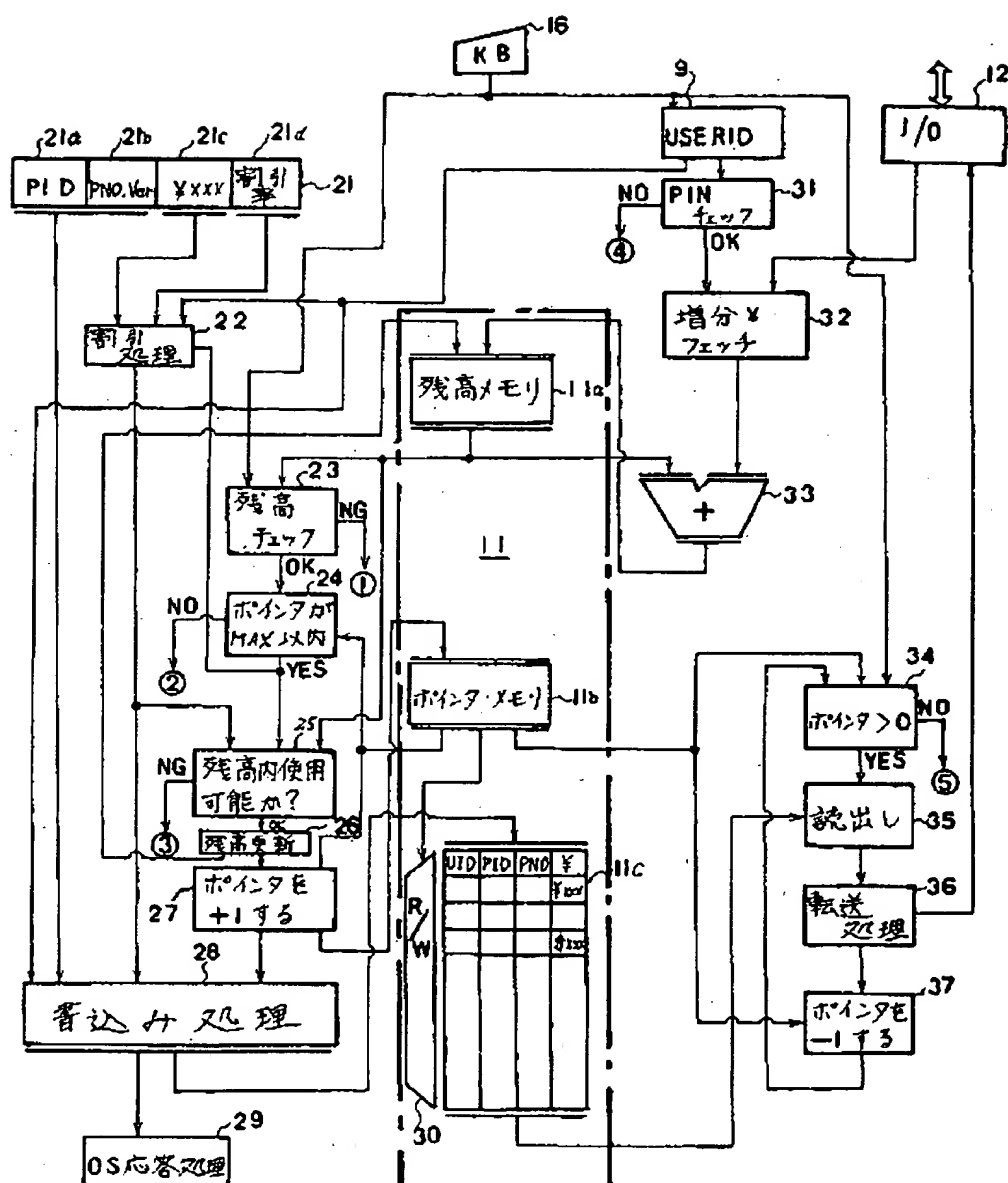 16
KB
9
12
USERID
I/O
21a
21b
21c
21d
PID
PNO.Ver
¥xxx
割引
率
21
NO
PIN
チェック
31
④
OK
22
割引
処理
増分¥
フェッチ
32
残高メモリ
11a
23
残高
チェック
NG
①
OK
+
33
11
24
NO
ポインタが
MAX以内
②
YES
ポインタ・メモリ
11b
34
ポインタ>0
NO
⑤
YES
25
NG
残高内使用
可能か?
③
OK
26
残高更新
読出し
35
27
ポインタを
+1する
UID
PID
PNO
¥
11c
¥xxx
¥xxx
R/W
36
転送
処理
28
書込み処理
37
ポインタを
-1する
30
29
OS応答処理